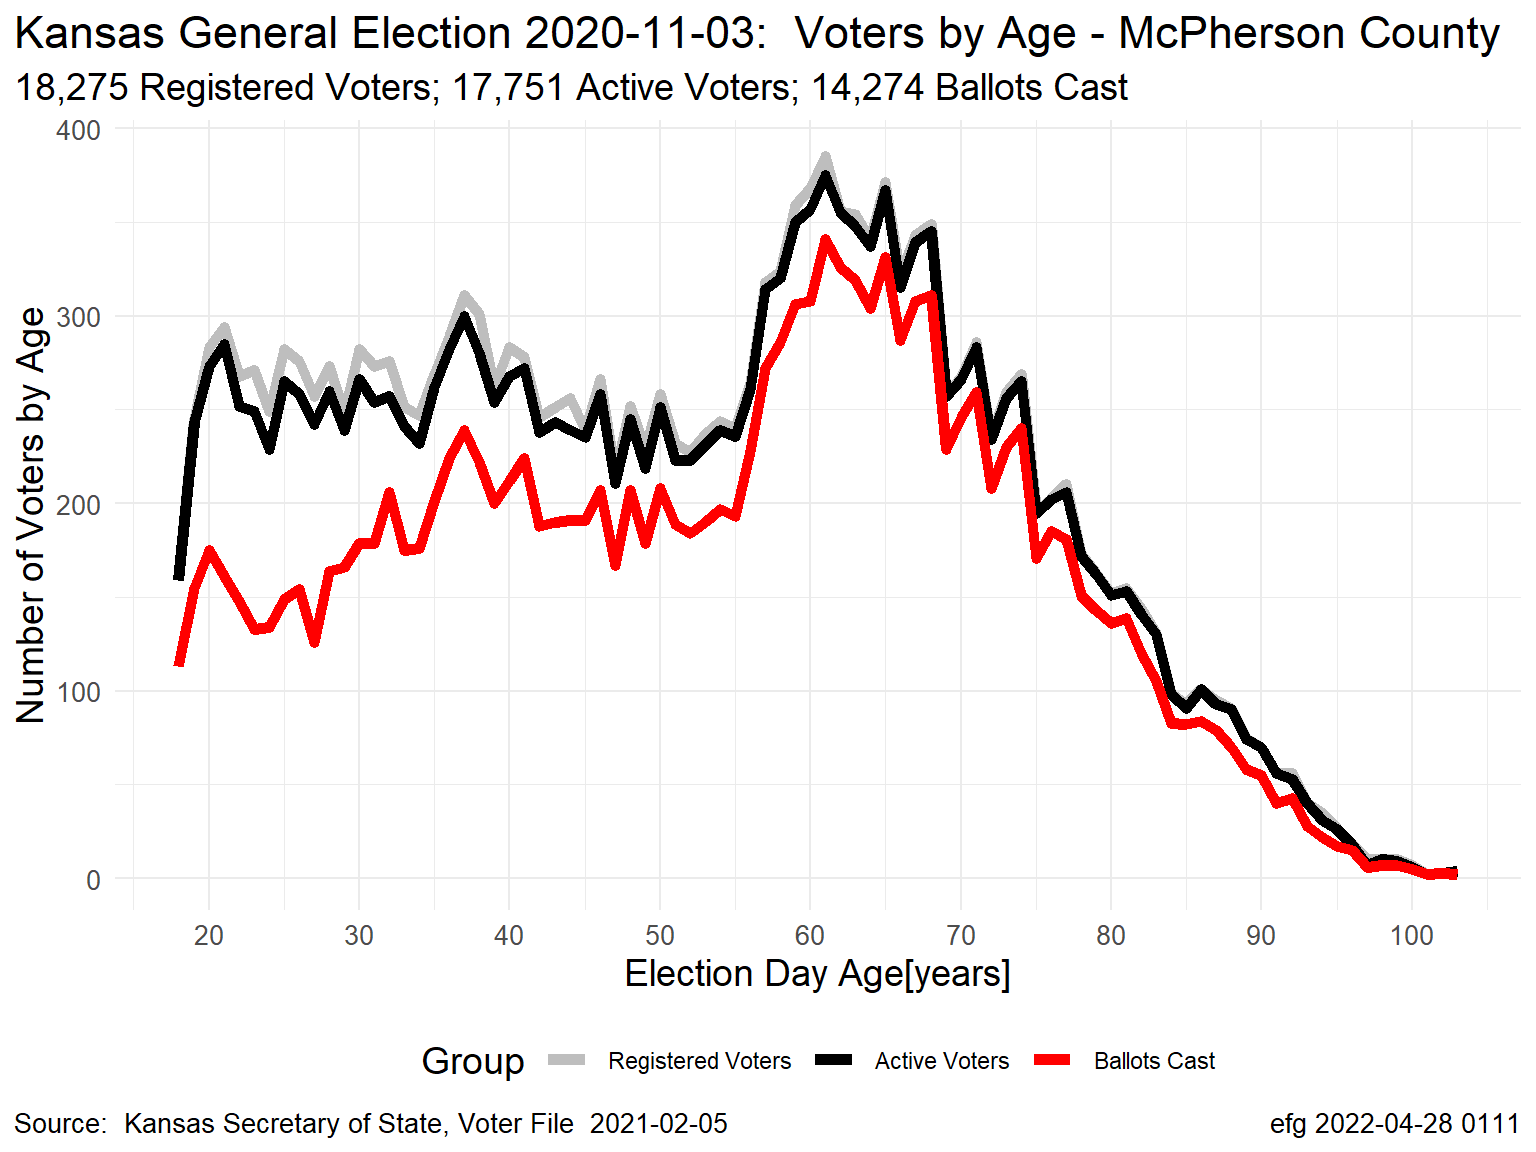 Kansas General Election 2020-11-03:  Voters by Age - McPherson County
18,275 Registered Voters; 17,751 Active Voters; 14,274 Ballots Cast
Number of Voters by Age
400
300
200
100
0
20 30 40 50 60 70 80 90 100
Election Day Age[years]
Group Registered Voters Active Voters Ballots Cast
Source:  Kansas Secretary of State, Voter File  2021-02-05
efg 2022-04-28 0111